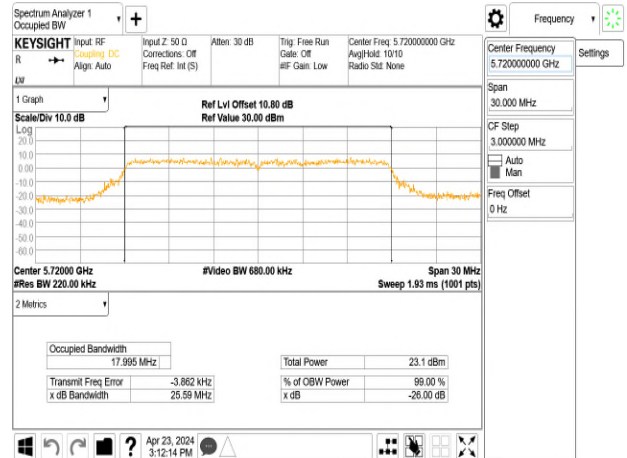 Spectrum Analyzer 1
Occupied BW
Frequency
KEYSIGHT
R
Input: RF
Coupling: DC
Align: Auto
Input Z: 50 Ω
Corrections: Off
Freq Ref: Int (S)
Atten: 30 dB
Trig: Free Run
Gate: Off
#IF Gain: Low
Center Freq: 5.720000000 GHz
Avg|Hold: 10/10
Radio Std: None
Center Frequency
5.720000000 GHz
Settings
Span
30.000 MHz
CF Step
3.000000 MHz
Auto
Man
Freq Offset
0 Hz
1 Graph
Scale/Div 10.0 dB
Ref Lvl Offset 10.80 dB
Ref Value 30.00 dBm
Log
20.0
10.0
0.00
-10.0
-20.0
-30.0
-40.0
-50.0
-60.0
Center 5.72000 GHz
#Video BW 680.00 kHz
Span 30 MHz
#Res BW 220.00 kHz
Sweep 1.93 ms (1001 pts)
2 Metrics
Occupied Bandwidth
17.995 MHz
Total Power 23.1 dBm
Transmit Freq Error -3.862 kHz
% of OBW Power 99.00 %
x dB Bandwidth 25.59 MHz
x dB -26.00 dB
?
Apr 23, 2024
3:12:14 PM